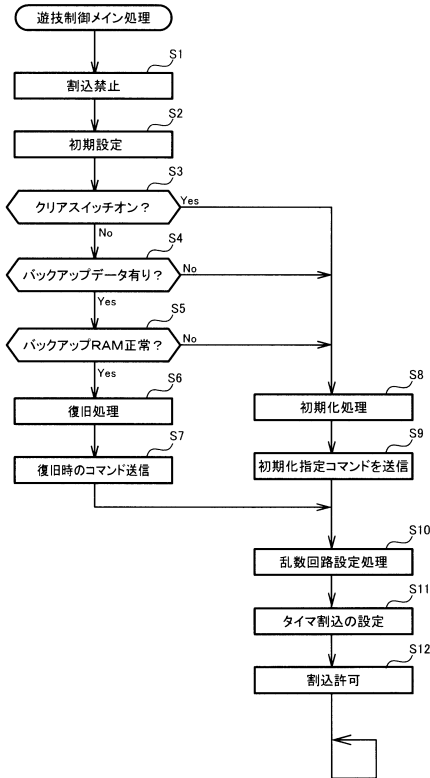 遊技制御メイン処理
S1
割込禁止
S2
初期設定
S3
クリアスイッチオン？
Yes
No
S4
バックアップデータ有り？
No
Yes
S5
バックアップRAM正常？
No
Yes
S6
復旧処理
S7
復旧時のコマンド送信
S8
初期化処理
S9
初期化指定コマンドを送信
S10
乱数回路設定処理
S11
タイマ割込の設定
S12
割込許可